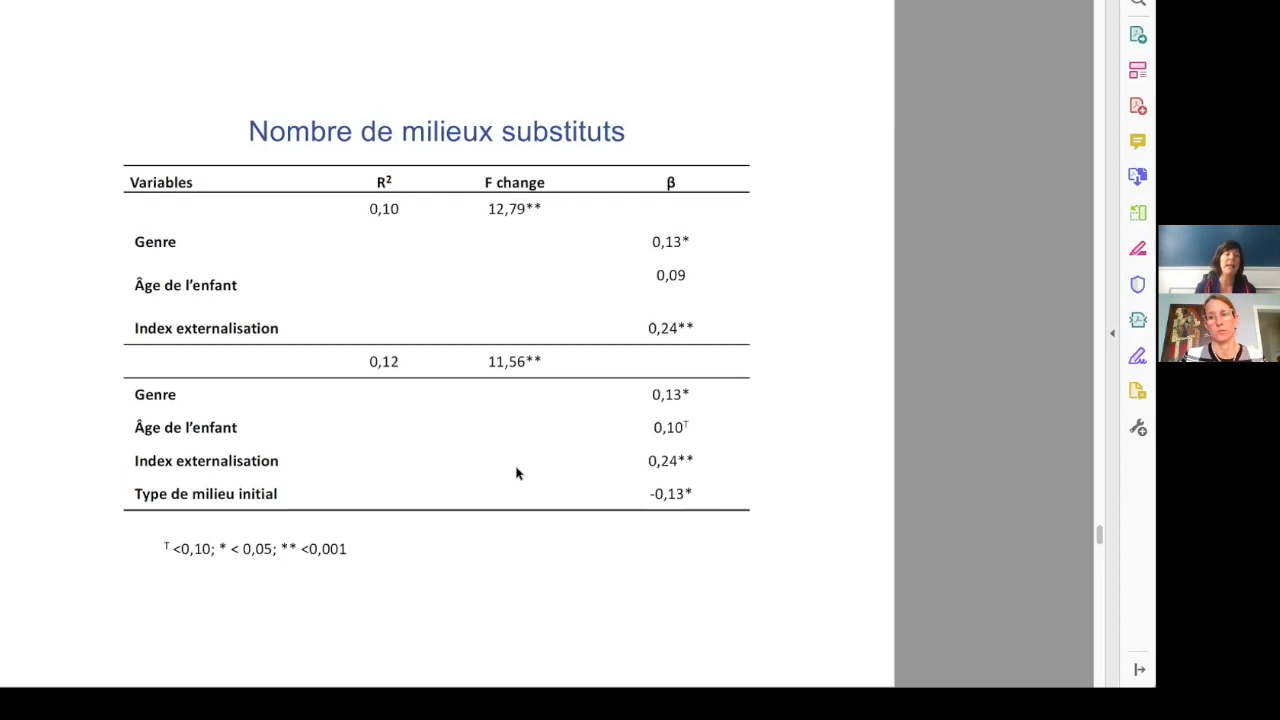 Nombre de milieux substituts
Variables R² F change β
0,10 12,79**
Genre 0,13*
Âge de l’enfant 0,09
Index externalisation 0,24**
0,12 11,56**
Genre 0,13*
Âge de l’enfant 0,10ᵀ
Index externalisation 0,24**
Type de milieu initial -0,13*
ᵀ <0,10; * < 0,05; ** <0,001